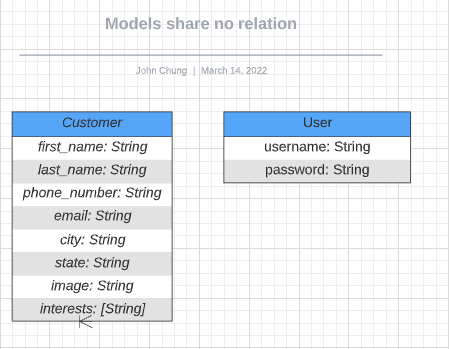 Models share no relation
John Chung | March 14, 2022
Customer
first_name: String
last_name: String
phone_number: String
email: String
city: String
state: String
image: String
interests: [String]
User
username: String
password: String